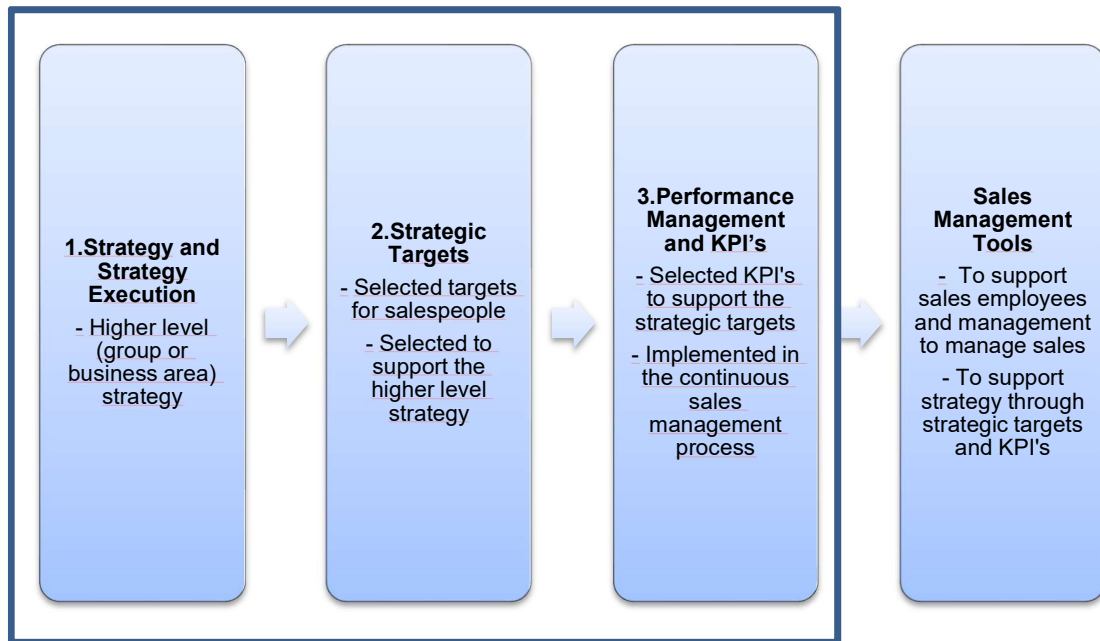 1.Strategy and
Strategy
Execution
- Higher level
(group or
business area)
strategy
2.Strategic
Targets
- Selected targets
for salespeople
- Selected to
support the
higher level
strategy
3.Performance
Management
and KPI’s
- Selected KPI's
to support the
strategic targets
- Implemented in
the continuous
sales
management
process
Sales
Management
Tools
- To support
sales employees
and management
to manage sales
- To support
strategy through
strategic targets
and KPI's